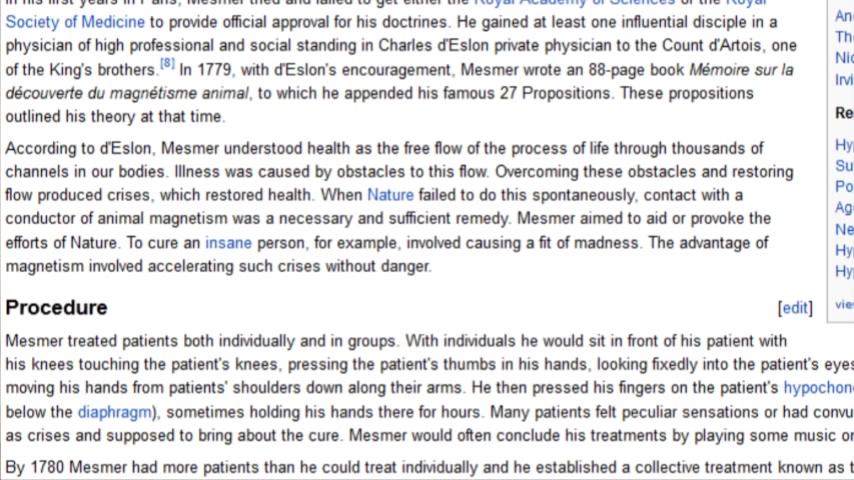 In his first years in Paris, Mesmer tried and failed to get either the Royal Academy of Sciences or the Royal
Society of Medicine to provide official approval for his doctrines. He gained at least one influential disciple in a
physician of high professional and social standing in Charles d'Eslon private physician to the Count d'Artois, one
of the King's brothers.[8] In 1779, with d'Eslon's encouragement, Mesmer wrote an 88-page book Mémoire sur la
découverte du magnétisme animal, to which he appended his famous 27 Propositions. These propositions
outlined his theory at that time.
According to d'Eslon, Mesmer understood health as the free flow of the process of life through thousands of
channels in our bodies. Illness was caused by obstacles to this flow. Overcoming these obstacles and restoring
flow produced crises, which restored health. When Nature failed to do this spontaneously, contact with a
conductor of animal magnetism was a necessary and sufficient remedy. Mesmer aimed to aid or provoke the
efforts of Nature. To cure an insane person, for example, involved causing a fit of madness. The advantage of
magnetism involved accelerating such crises without danger.
Procedure [edit]
Mesmer treated patients both individually and in groups. With individuals he would sit in front of his patient with
his knees touching the patient's knees, pressing the patient's thumbs in his hands, looking fixedly into the patient's eyes
moving his hands from patients' shoulders down along their arms. He then pressed his fingers on the patient's hypochon
below the diaphragm), sometimes holding his hands there for hours. Many patients felt peculiar sensations or had convu
as crises and supposed to bring about the cure. Mesmer would often conclude his treatments by playing some music o
By 1780 Mesmer had more patients than he could treat individually and he established a collective treatment known as t
An
Th
Nic
Irvi
Re
Hy
Su
Po
Ag
Ne
Hy
Hy
vie